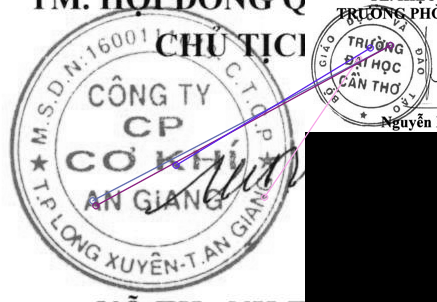 TM. HỘI ĐỒNG Q
CHỦ TỊCH
M.S.D.N:16001
C.T.C.P
CÔNG TY
CP
CƠ KHÍ
AN GIANG
T.P LONG XUYÊN-T.AN GIANG
TRƯỞNG PHÒ
BỘ GIÁO DỤC VÀ ĐÀO TẠO
TRƯỜNG
ĐẠI HỌC
CẦN THƠ
Nguyễn